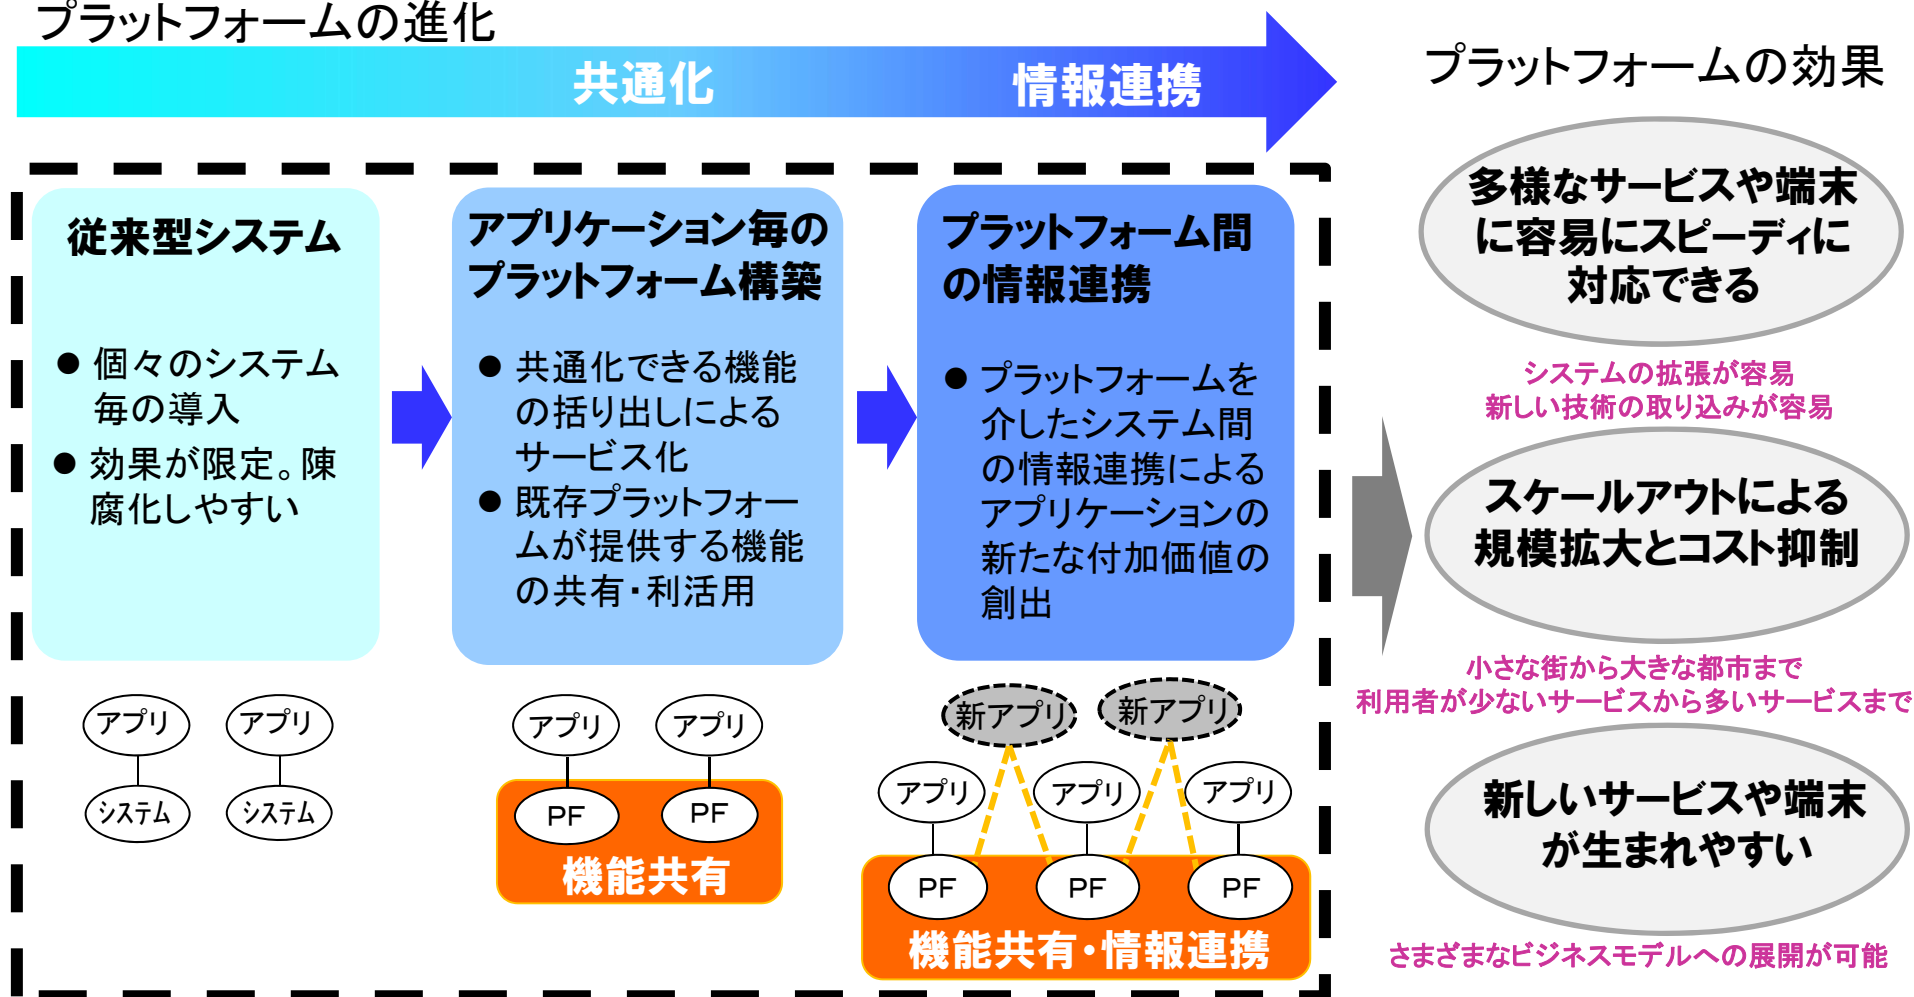 プラットフォームの進化
共通化
情報連携
従来型システム
● 個々のシステム
毎の導入
● 効果が限定。陳
腐化しやすい
アプリケーション毎の
プラットフォーム構築
● 共通化できる機能
の括り出しによる
サービス化
● 既存プラットフォー
ムが提供する機能
の共有・利活用
プラットフォーム間
の情報連携
● プラットフォームを
介したシステム間
の情報連携による
アプリケーションの
新たな付加価値の
創出
アプリ
アプリ
システム
システム
アプリ
アプリ
PF
PF
機能共有
新アプリ
新アプリ
アプリ
アプリ
アプリ
PF
PF
PF
機能共有・情報連携
プラットフォームの効果
多様なサービスや端末
に容易にスピーディに
対応できる
システムの拡張が容易
新しい技術の取り込みが容易
スケールアウトによる
規模拡大とコスト抑制
小さな街から大きな都市まで
利用者が少ないサービスから多いサービスまで
新しいサービスや端末
が生まれやすい
さまざまなビジネスモデルへの展開が可能